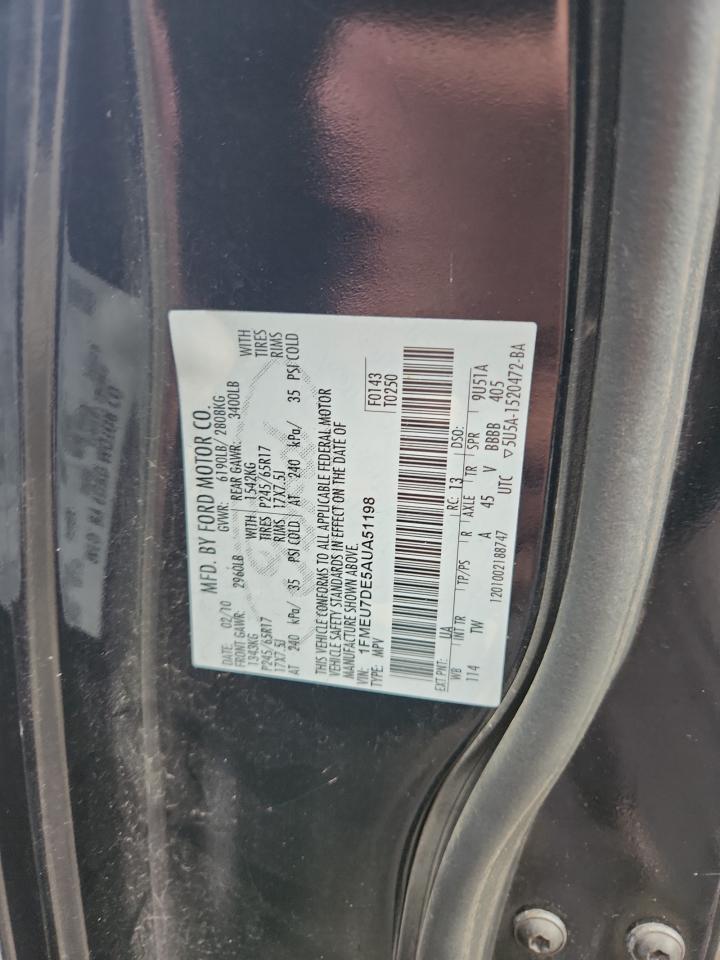 MFD. BY FORD MOTOR CO.
DATE: 02/10 GVWR: 6190LB/ 2808KG
FRONT GAWR: 2960LB REAR GAWR: 3400LB
1343KG WITH 1542KG WITH
P245/65R17 TIRES P245/65R17 TIRES
17X7.5J RIMS 17X7.5J RIMS
AT 240 kPa/ 35 PSI COLD AT 240 kPa/ 35 PSI COLD
THIS VEHICLE CONFORMS TO ALL APPLICABLE FEDERAL MOTOR
VEHICLE SAFETY STANDARDS IN EFFECT ON THE DATE OF
MANUFACTURE SHOWN ABOVE.
VIN: 1FMEU7DE5AUA51198
TYPE: MPV
F0143
T0250
EXT PNT: UA RC: 13 DSO:
WB INT TR TP/PS R AXLE TR SPR 9U51A
114 TW A 45 V BBBB 405
1201002188747 UTC ▽5U5A-1520472-BA